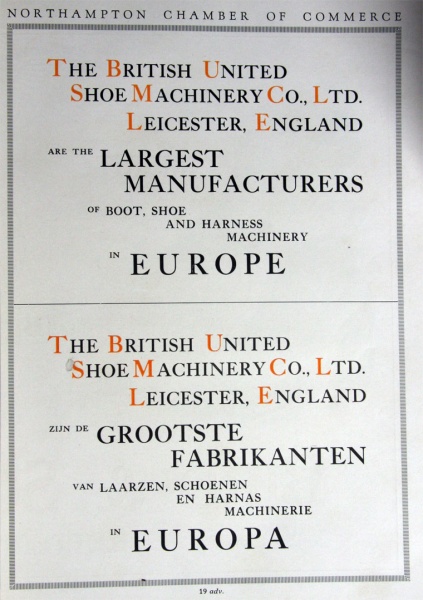 NORTHAMPTON CHAMBER OF COMMERCE
THE BRITISH UNITED
SHOE MACHINERY CO., LTD.
LEICESTER, ENGLAND
ARE THE LARGEST
MANUFACTURERS
OF BOOT, SHOE
AND HARNESS
MACHINERY
IN EUROPE
THE BRITISH UNITED
SHOE MACHINERY CO., LTD.
LEICESTER, ENGLAND
ZIJN DE GROOTSTE
FABRIKANTEN
VAN LAARZEN, SCHOENEN
EN HARNAS
MACHINERIE
IN EUROPA
19 adv.